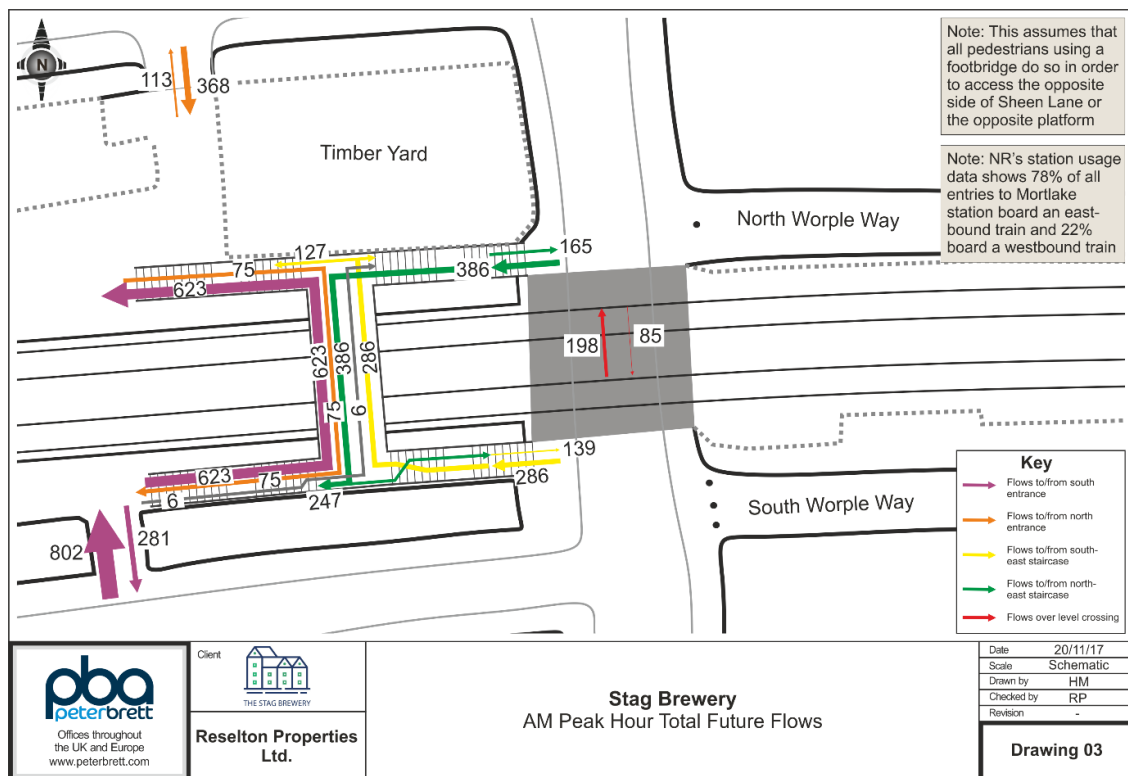 N
113
368
Timber Yard
Note: This assumes that
all pedestrians using a
footbridge do so in order
to access the opposite
side of Sheen Lane or
the opposite platform
Note: NR's station usage
data shows 78% of all
entries to Mortlake
station board an east-
bound train and 22%
board a westbound train
North Worple Way
127
165
75
386
623
623
386
286
198
85
75
6
139
623
75
286
6
247
South Worple Way
802
281
Key
Flows to/from south
entrance
Flows to/from north
entrance
Flows to/from south-
east staircase
Flows to/from north-
east staircase
Flows over level crossing
pba
peterbrett
Offices throughout
the UK and Europe
www.peterbrett.com
Client
THE STAG BREWERY
Reselton Properties
Ltd.
Stag Brewery
AM Peak Hour Total Future Flows
Date 20/11/17
Scale Schematic
Drawn by HM
Checked by RP
Revision -
Drawing 03